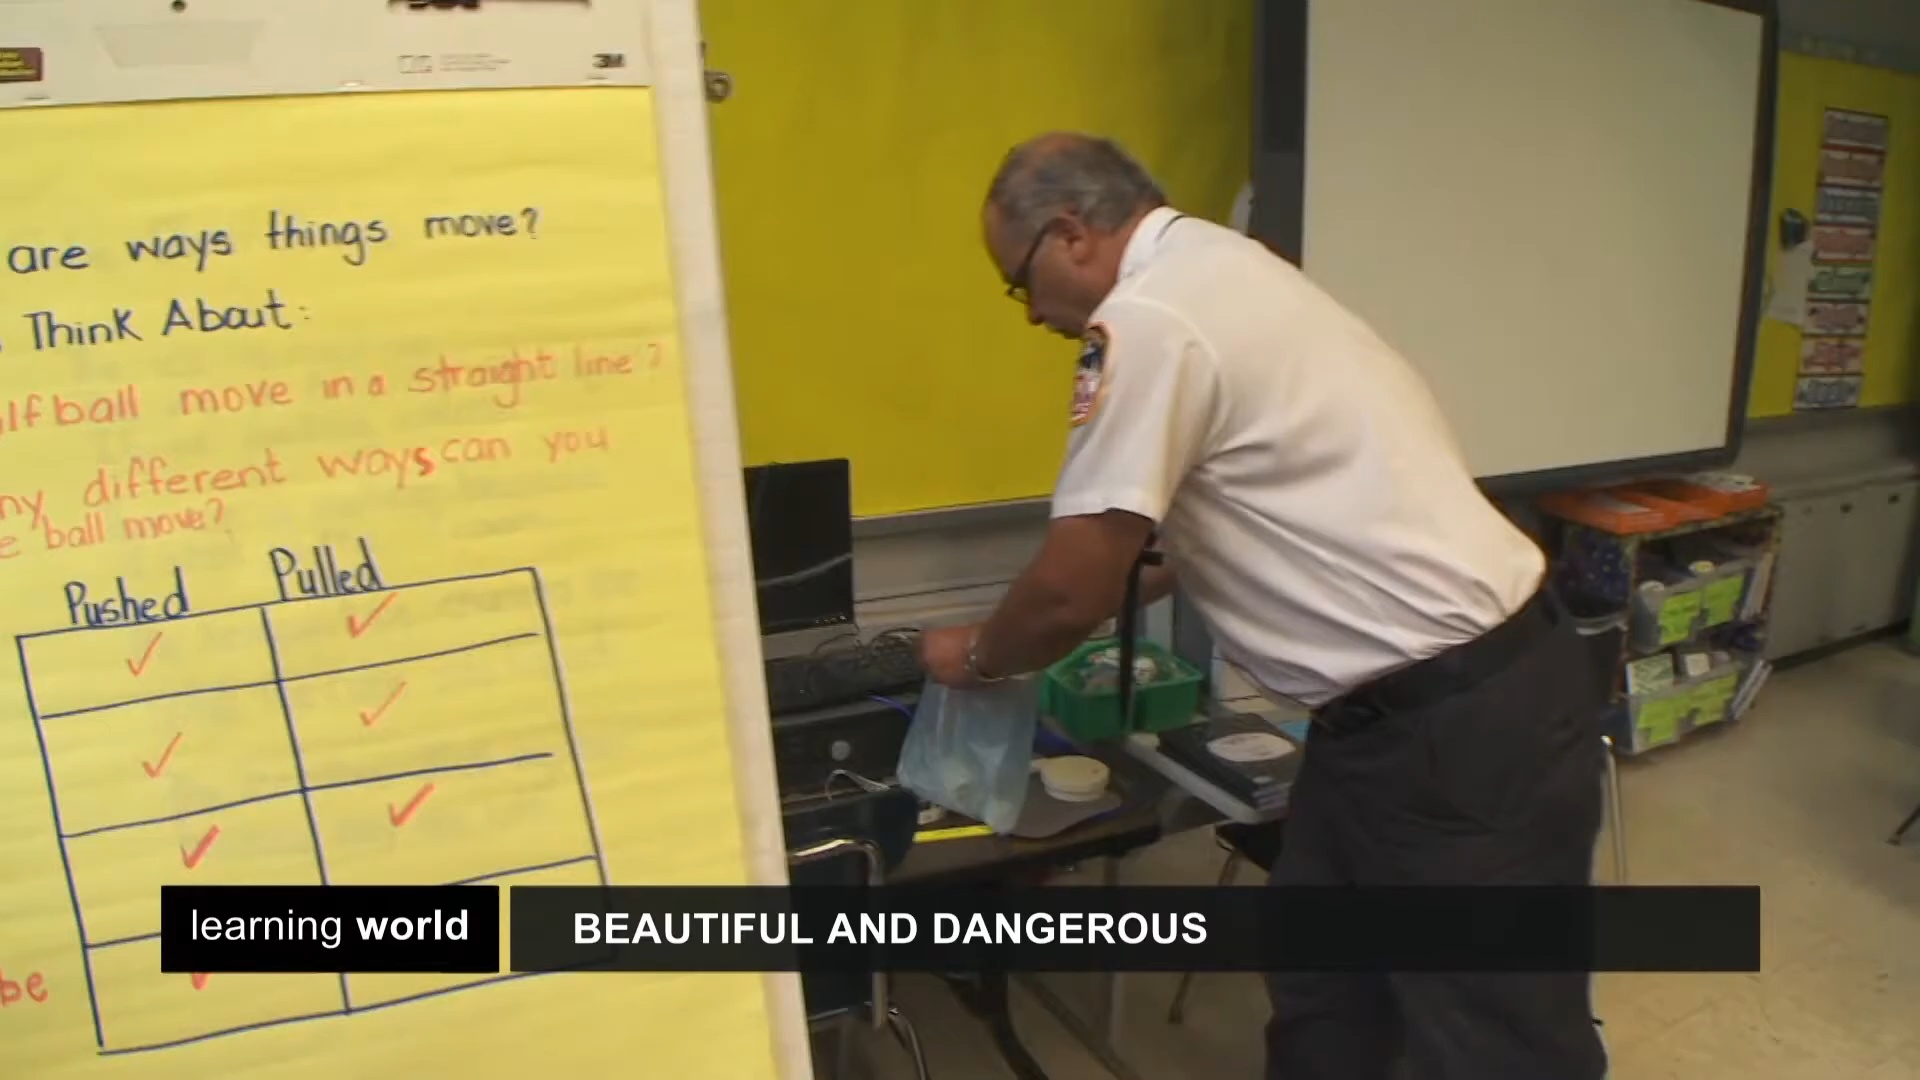 3M
are ways things move?
Think About:
lf ball move in a straight line?
ny different ways can you
e ball move?
Pushed Pulled
be
learning world
BEAUTIFUL AND DANGEROUS